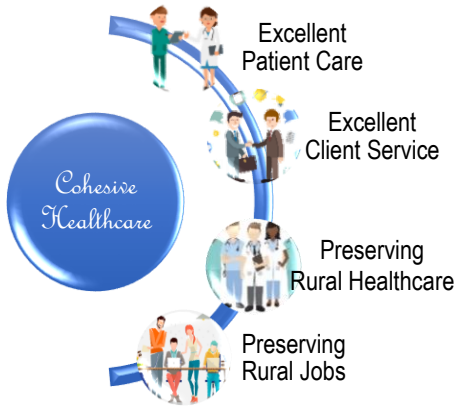 Excellent
Patient Care
Excellent
Client Service
Cohesive
Healthcare
Preserving
Rural Healthcare
Preserving
Rural Jobs